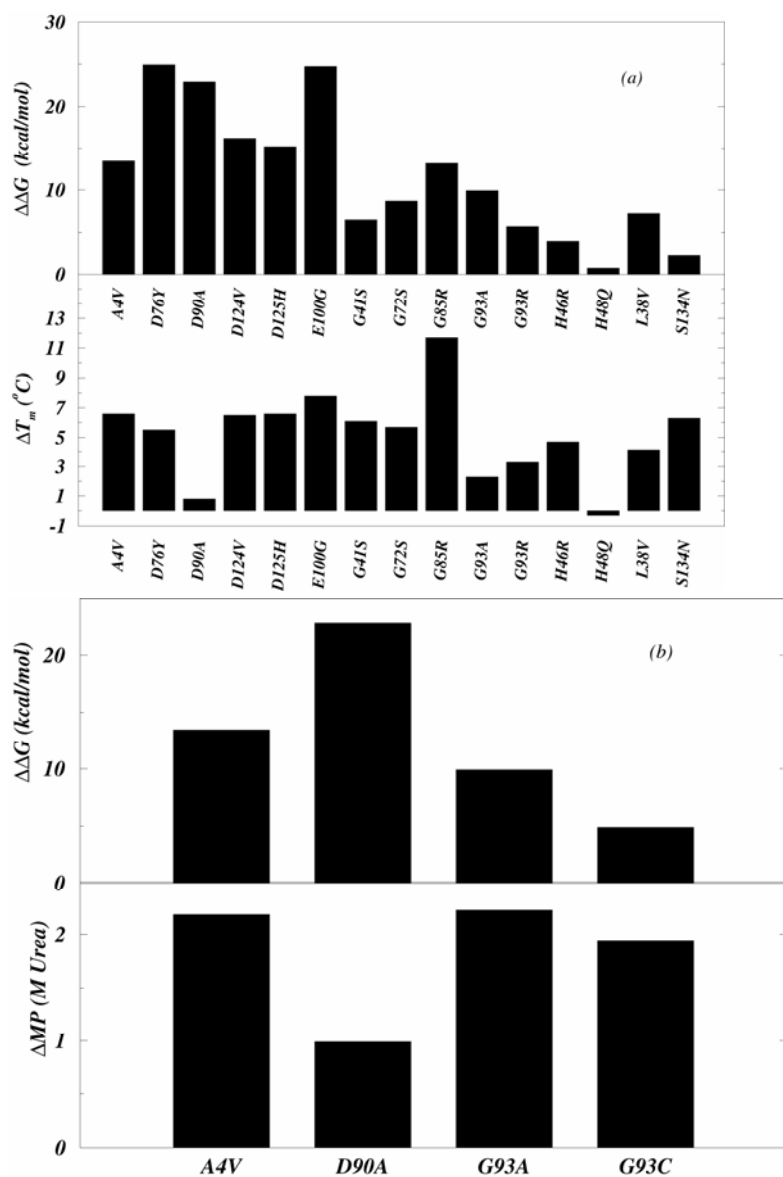 30
20
10
0
ΔΔG (kcal/mol)
(a)
A4V D76Y D90A D124V D125H E100G G41S G72S G85R G93A G93R H46R H48Q L38V S134N
13
11
9
7
5
3
1
-1
ΔTm (°C)
A4V D76Y D90A D124V D125H E100G G41S G72S G85R G93A G93R H46R H48Q L38V S134N
20
10
0
ΔΔG (kcal/mol)
(b)
2
1
0
ΔMP (M Urea)
A4V D90A G93A G93C